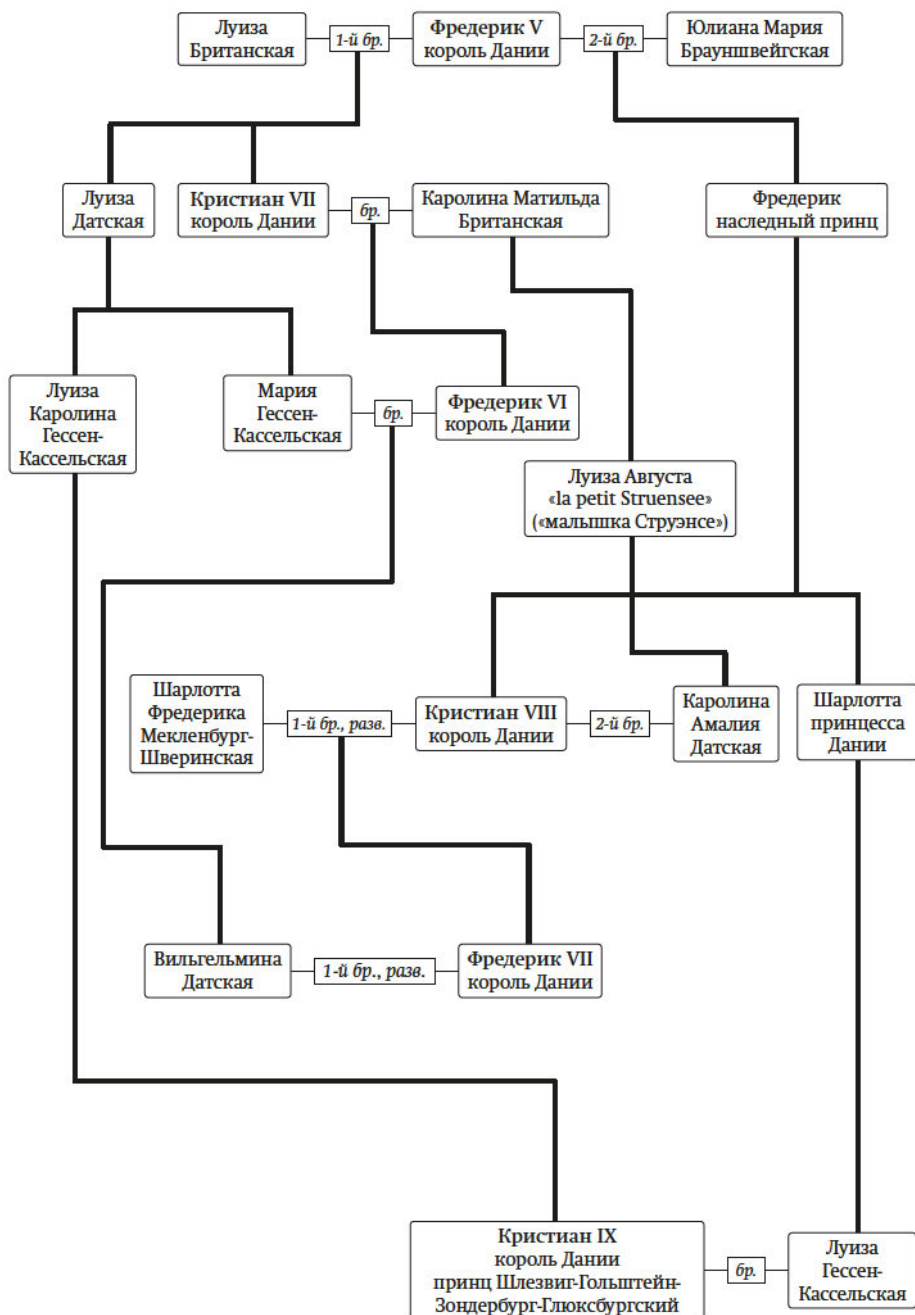 Луиза
Британская
1-й бр.
Фредерик V
король Дании
2-й бр.
Юлиана Мария
Брауншвейгская
Луиза
Датская
Кристиан VII
король Дании
бр.
Каролина Матильда
Британская
Фредерик
наследный принц
Луиза
Каролина
Гессен-
Кассельская
Мария
Гессен-
Кассельская
бр.
Фредерик VI
король Дании
Луиза Августа
«la petit Struensee»
(«малышка Струэнсе»)
Шарлотта
Фредерика
Мекленбург-
Шверинская
1-й бр., разв.
Кристиан VIII
король Дании
2-й бр.
Каролина
Амалия
Датская
Шарлотта
принцесса
Дании
Вильгельмина
Датская
1-й бр., разв.
Фредерик VII
король Дании
Кристиан IX
король Дании
принц Шлезвиг-Гольштейн-
Зондербург-Глюксбургский
бр.
Луиза
Гессен-
Кассельская